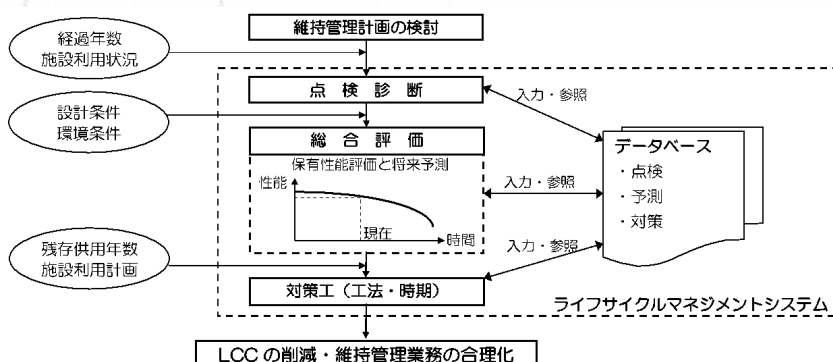 維持管理計画の検討
経過年数
施設利用状況
点検診断
入力・参照
設計条件
環境条件
総合評価
保有性能評価と将来予測
性能
現在
時間
入力・参照
データベース
・点検
・予測
・対策
入力・参照
残存供用年数
施設利用計画
対策工（工法・時期）
ライフサイクルマネジメントシステム
LCCの削減・維持管理業務の合理化